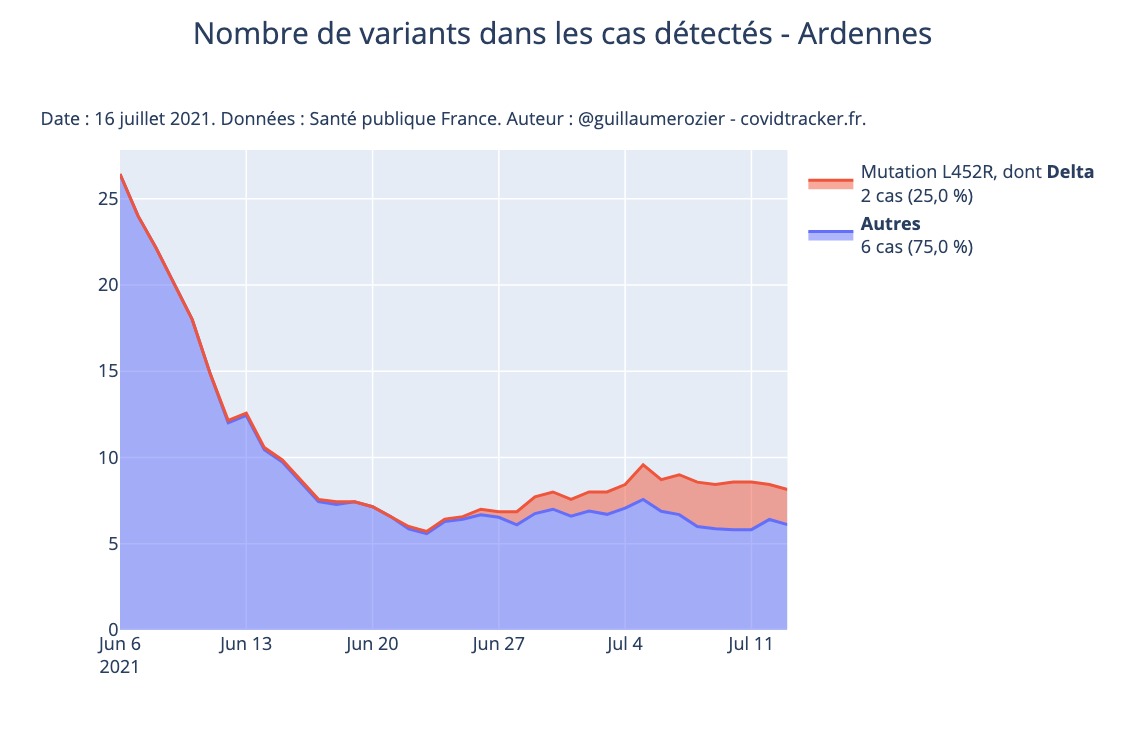 Nombre de variants dans les cas détectés - Ardennes
Date : 16 juillet 2021. Données : Santé publique France. Auteur : @guillaumerozier - covidtracker.fr.
Mutation L452R, dont Delta
2 cas (25,0 %)
Autres
6 cas (75,0 %)
25
20
15
10
5
0
Jun 6
2021
Jun 13
Jun 20
Jun 27
Jul 4
Jul 11